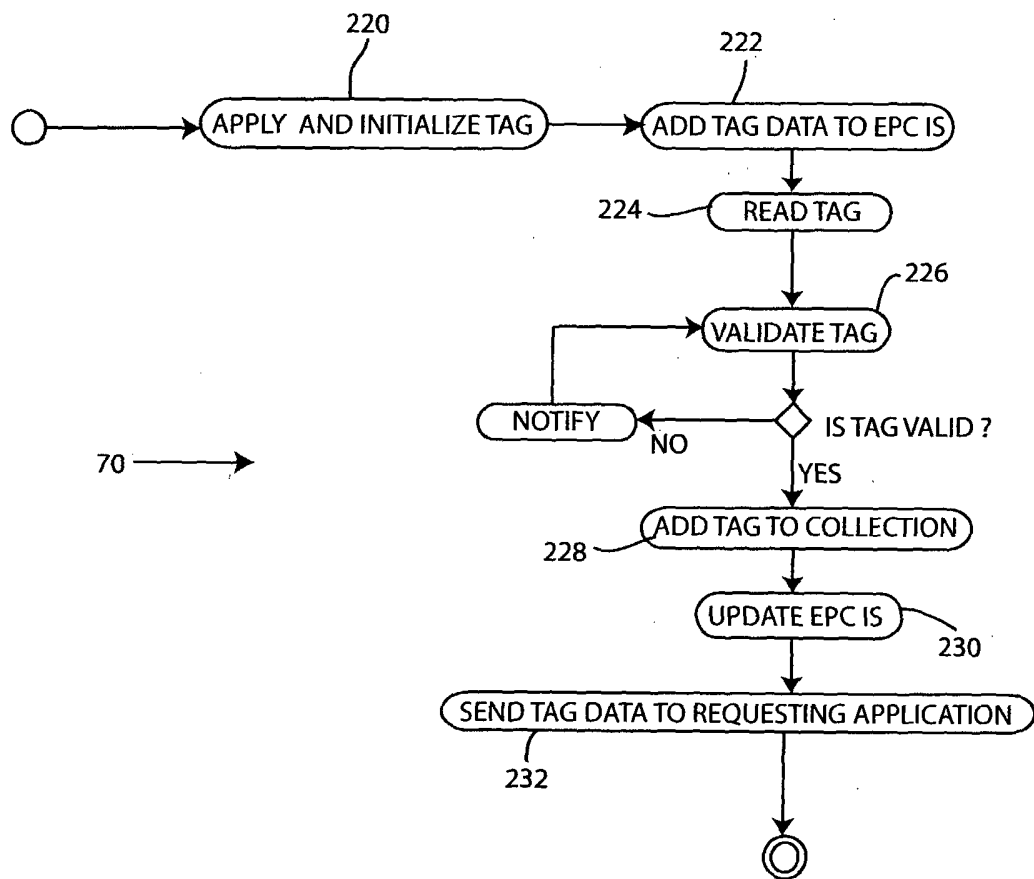 220
222
APPLY AND INITIALIZE TAG
ADD TAG DATA TO EPC IS
224
READ TAG
226
VALIDATE TAG
NOTIFY
NO
IS TAG VALID ?
70
YES
ADD TAG TO COLLECTION
228
UPDATE EPC IS
230
SEND TAG DATA TO REQUESTING APPLICATION
232